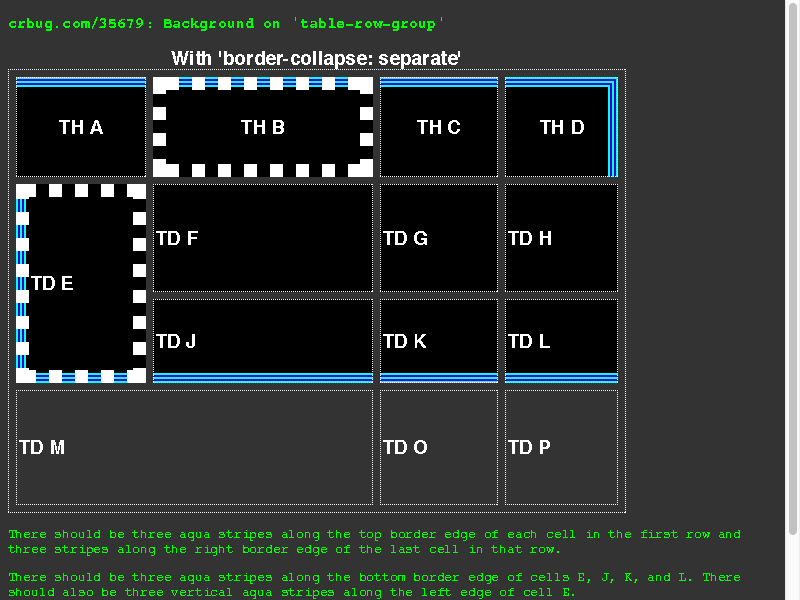 crbug.com/35679: Background on 'table-row-group'
With 'border-collapse: separate'
TH A TH B TH C TH D
TD E TD F TD G TD H
TD J TD K TD L
TD M TD O TD P
There should be three aqua stripes along the top border edge of each cell in the first row and
three stripes along the right border edge of the last cell in that row.
There should be three aqua stripes along the bottom border edge of cells E, J, K, and L. There
should also be three vertical aqua stripes along the left edge of cell E.